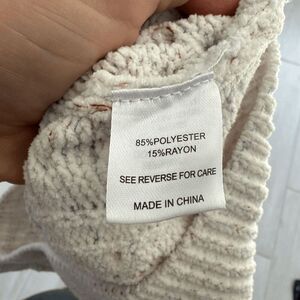 85%POLYESTER
15%RAYON
SEE REVERSE FOR CARE
MADE IN CHINA